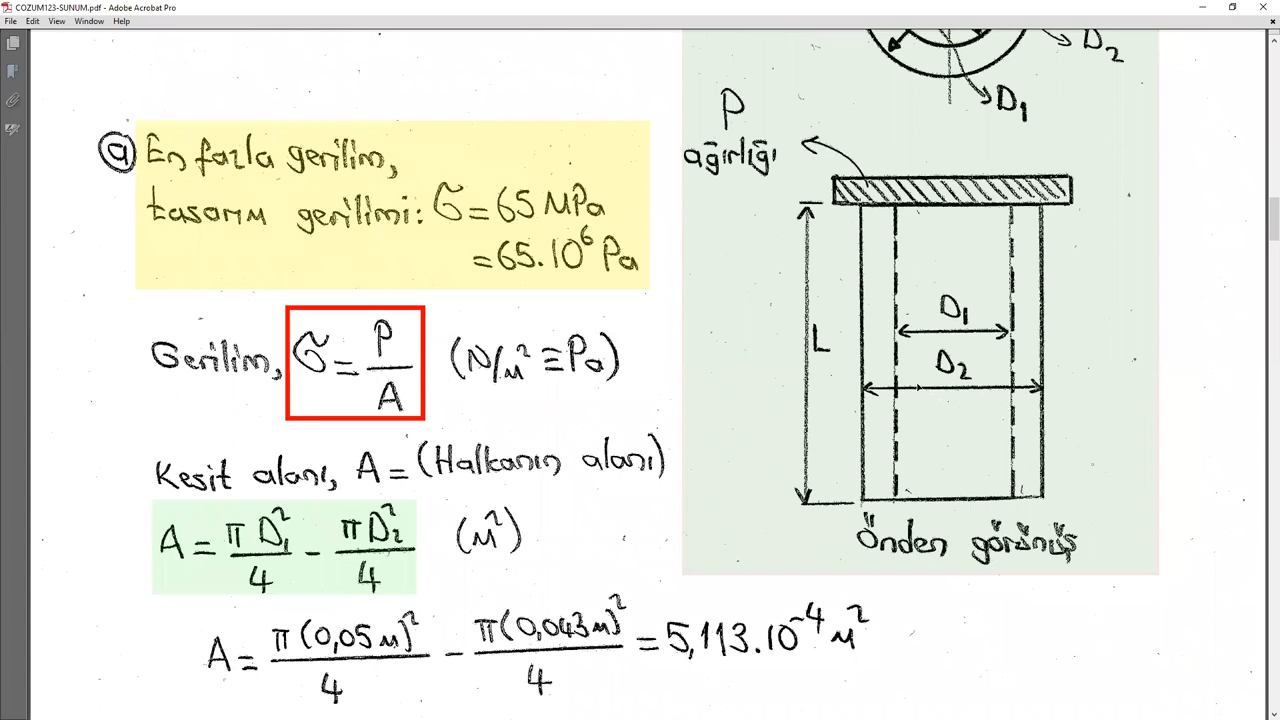 COZUM123-SUNUM.pdf - Adobe Acrobat Pro
File Edit View Window Help
D₂
D₁
P
ağırlığı
ⓐ En fazla gerilim,
tasarım gerilimi: σ = 65 MPa
= 65.10⁶ Pa
Gerilim, σ = P/A (N/m² ≡ Pa)
Kesit alanı, A = (Halkanın alanı)
A = πD₁²/4 - πD₂²/4 (m²)
A = π(0,05m)²/4 - π(0,043m)²/4 = 5,113.10⁻⁴ m²
L
D₁
D₂
Önden görünüş